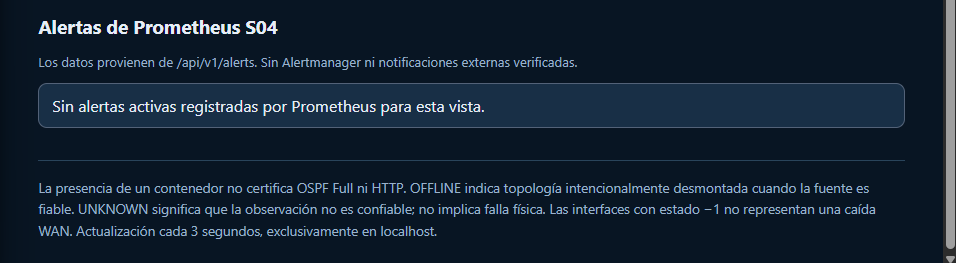 Alertas de Prometheus S04
Los datos provienen de /api/v1/alerts. Sin Alertmanager ni notificaciones externas verificadas.
Sin alertas activas registradas por Prometheus para esta vista.
La presencia de un contenedor no certifica OSPF Full ni HTTP. OFFLINE indica topología intencionalmente desmontada cuando la fuente es
fiable. UNKNOWN significa que la observación no es confiable; no implica falla física. Las interfaces con estado −1 no representan una caída
WAN. Actualización cada 3 segundos, exclusivamente en localhost.